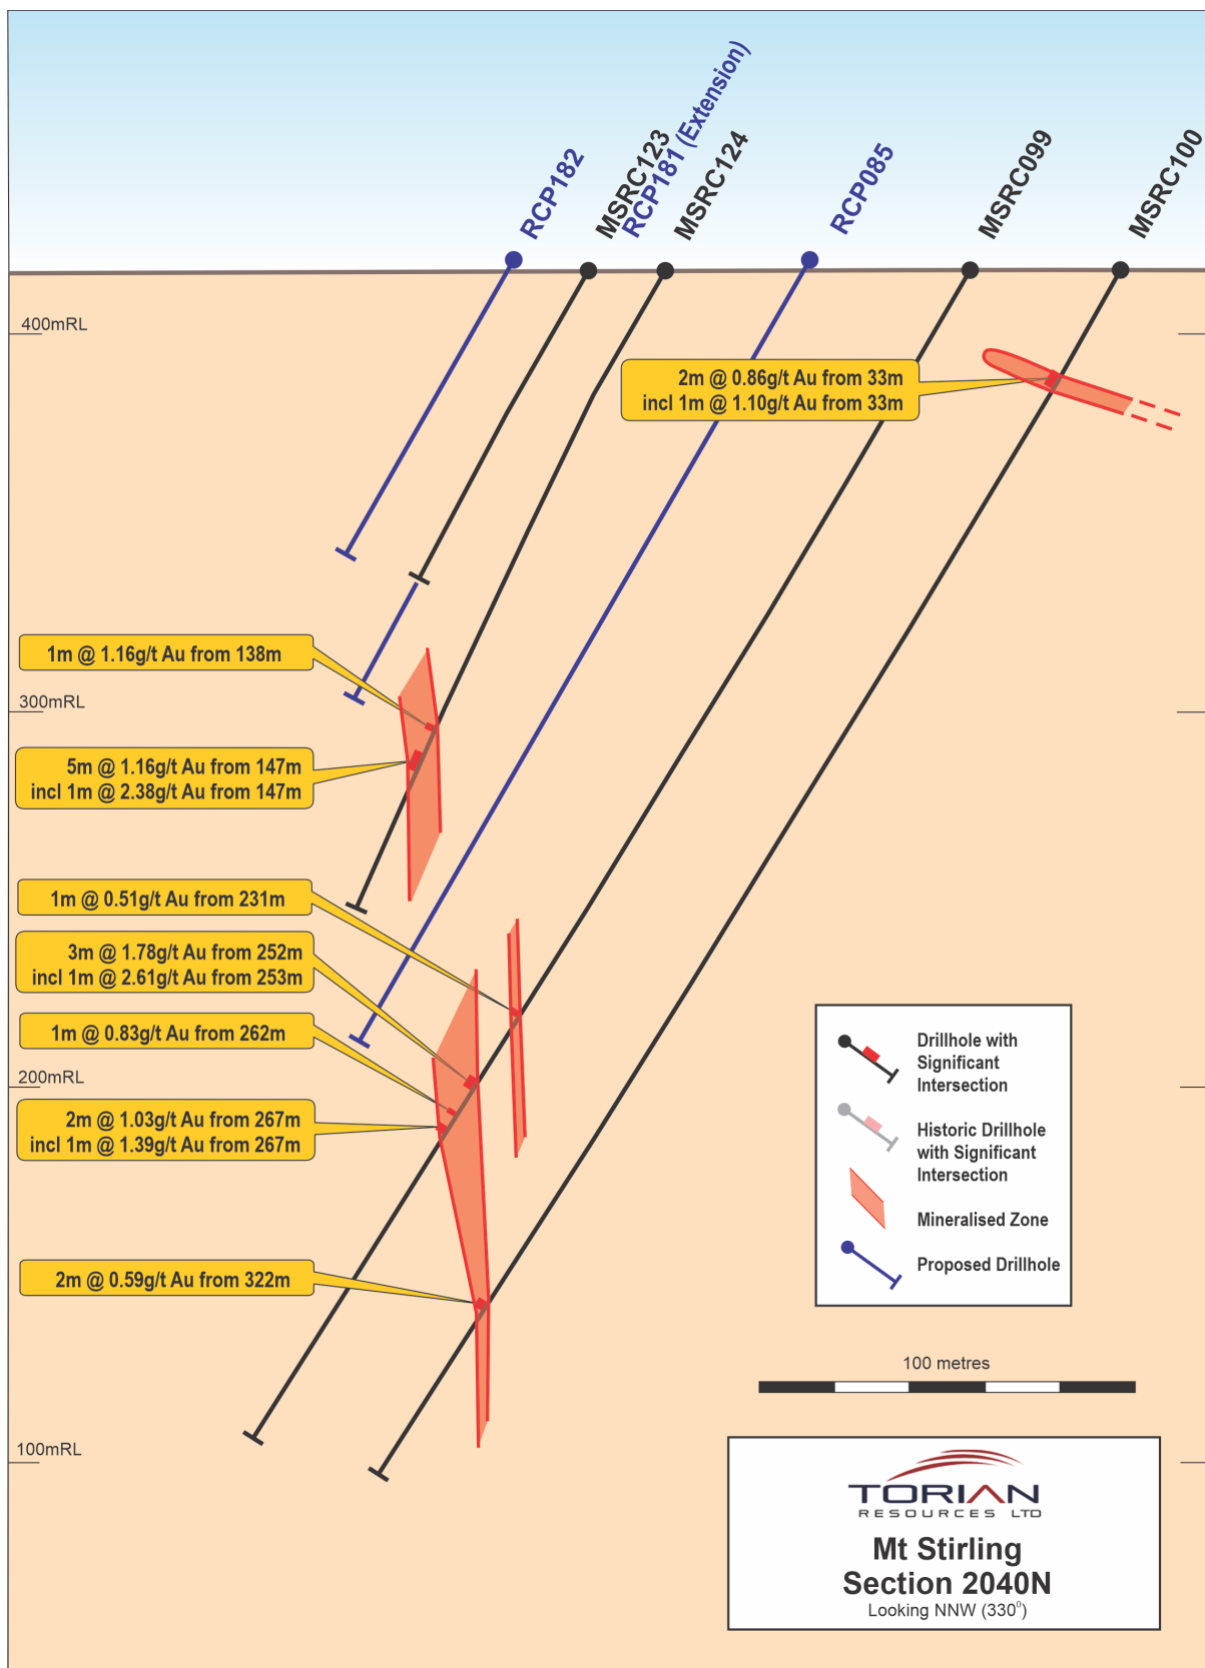 RCP182
MSRC123
RCP181 (Extension)
MSRC124
RCP085
MSRC099
MSRC100
400mRL
2m @ 0.86g/t Au from 33m
incl 1m @ 1.10g/t Au from 33m
1m @ 1.16g/t Au from 138m
300mRL
5m @ 1.16g/t Au from 147m
incl 1m @ 2.38g/t Au from 147m
1m @ 0.51g/t Au from 231m
3m @ 1.78g/t Au from 252m
incl 1m @ 2.61g/t Au from 253m
1m @ 0.83g/t Au from 262m
200mRL
2m @ 1.03g/t Au from 267m
incl 1m @ 1.39g/t Au from 267m
2m @ 0.59g/t Au from 322m
100mRL
Drillhole with
Significant
Intersection
Historic Drillhole
with Significant
Intersection
Mineralised Zone
Proposed Drillhole
100 metres
TORIAN
RESOURCES LTD
Mt Stirling
Section 2040N
Looking NNW (330⁰)